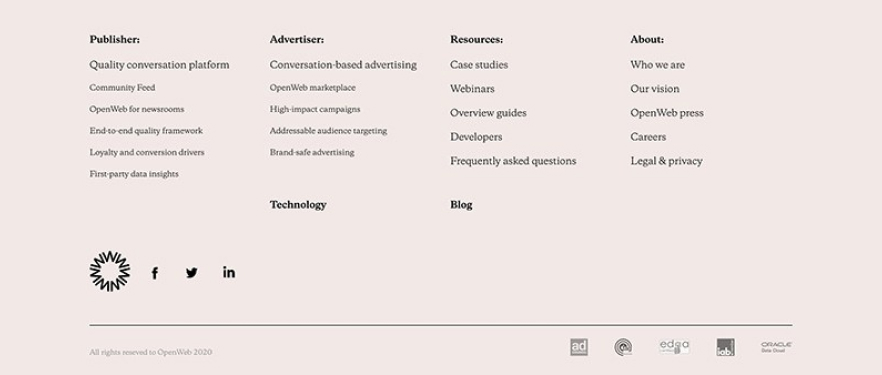 Publisher:
Quality conversation platform
Community Feed
OpenWeb for newsrooms
End-to-end quality framework
Loyalty and conversion drivers
First-party data insights
Advertiser:
Conversation-based advertising
OpenWeb marketplace
High-impact campaigns
Addressable audience targeting
Brand-safe advertising
Technology
Resources:
Case studies
Webinars
Overview guides
Developers
Frequently asked questions
Blog
About:
Who we are
Our vision
OpenWeb press
Careers
Legal & privacy
f
in
All rights reseved to OpenWeb 2020
ad
iab.
ORACLE
Data Cloud